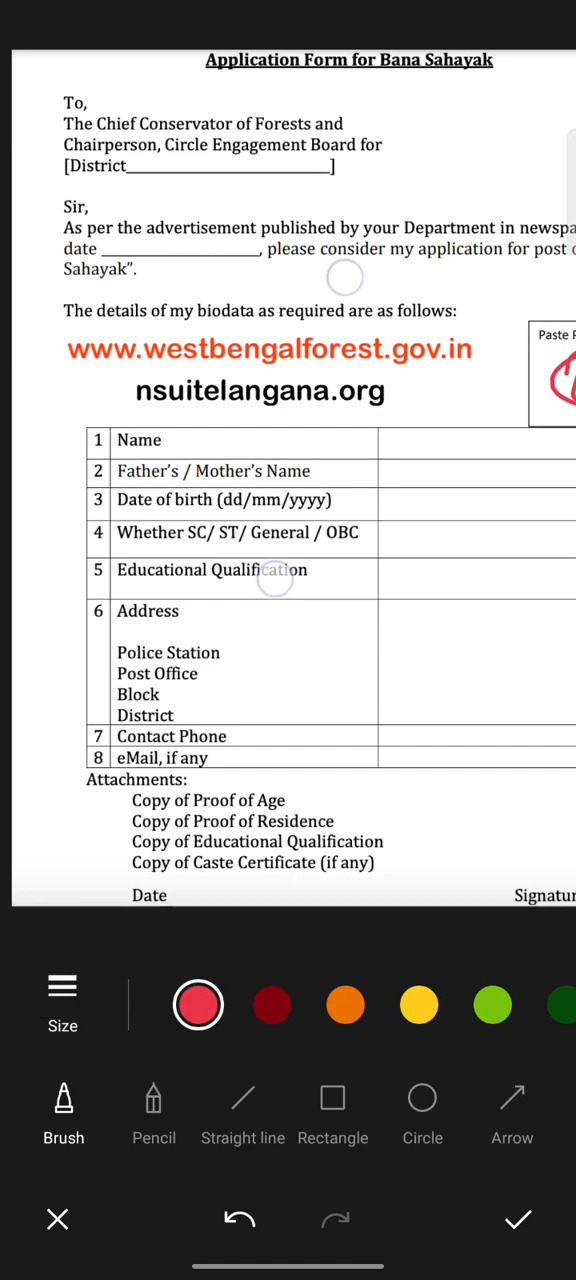 Application Form for Bana Sahayak
To,
The Chief Conservator of Forests and
Chairperson, Circle Engagement Board for
[District______________________]
Sir,
As per the advertisement published by your Department in newspa
date _________________, please consider my application for post
Sahayak”.
The details of my biodata as required are as follows:
www.westbengalforest.gov.in
Paste
nsuitelangana.org
1 Name
2 Father’s / Mother’s Name
3 Date of birth (dd/mm/yyyy)
4 Whether SC/ ST/ General / OBC
5 Educational Qualification
6 Address
Police Station
Post Office
Block
District
7 Contact Phone
8 eMail, if any
Attachments:
Copy of Proof of Age
Copy of Proof of Residence
Copy of Educational Qualification
Copy of Caste Certificate (if any)
Date Signatur
Size
Brush Pencil Straight line Rectangle Circle Arrow